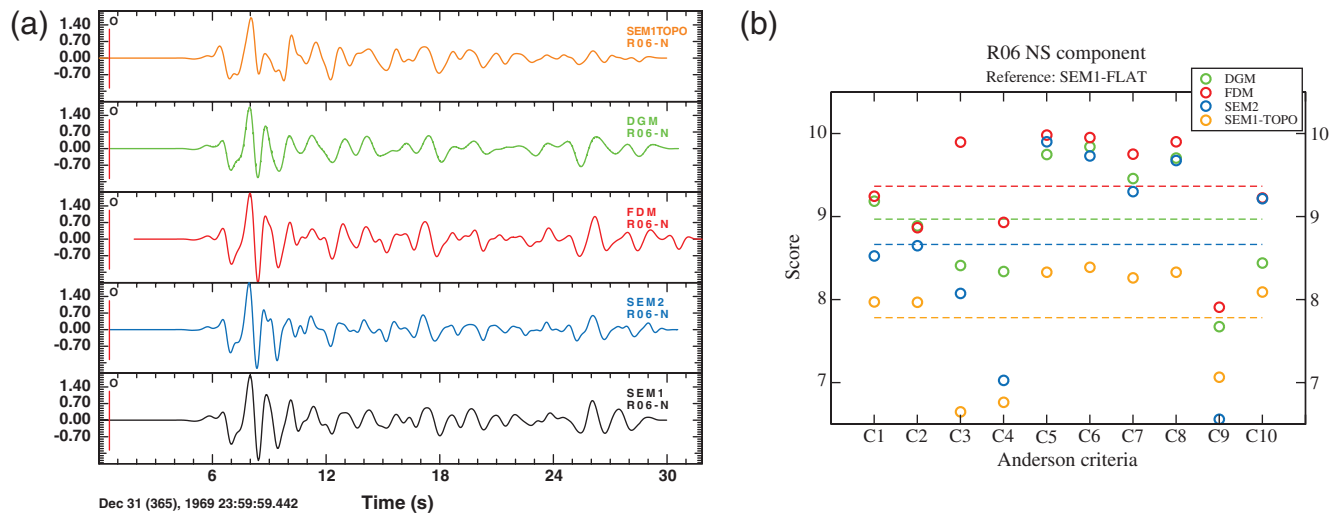 (a)
O
1.40
0.70
0.00
-0.70
SEM1TOPO
R06-N
O
1.40
0.70
0.00
-0.70
DGM
R06-N
1.40
0.70
0.00
-0.70
FDM
R06-N
O
1.40
0.70
0.00
-0.70
SEM2
R06-N
O
1.40
0.70
0.00
-0.70
SEM1
R06-N
6 12 18 24 30
Dec 31 (365), 1969 23:59:59.442
Time (s)
(b)
R06 NS component
Reference: SEM1-FLAT
DGM
FDM
SEM2
SEM1-TOPO
Score
10
9
8
7
10
9
8
7
C1 C2 C3 C4 C5 C6 C7 C8 C9 C10
Anderson criteria